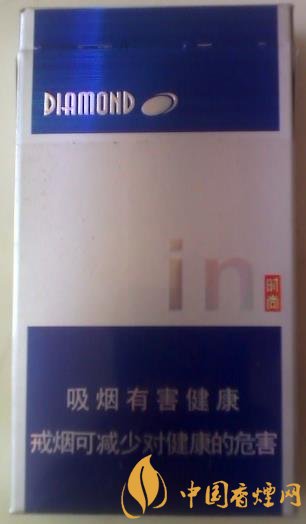 DIAMOND
in
时尚
吸烟有害健康
戒烟可减少对健康的危害
中国香烟网